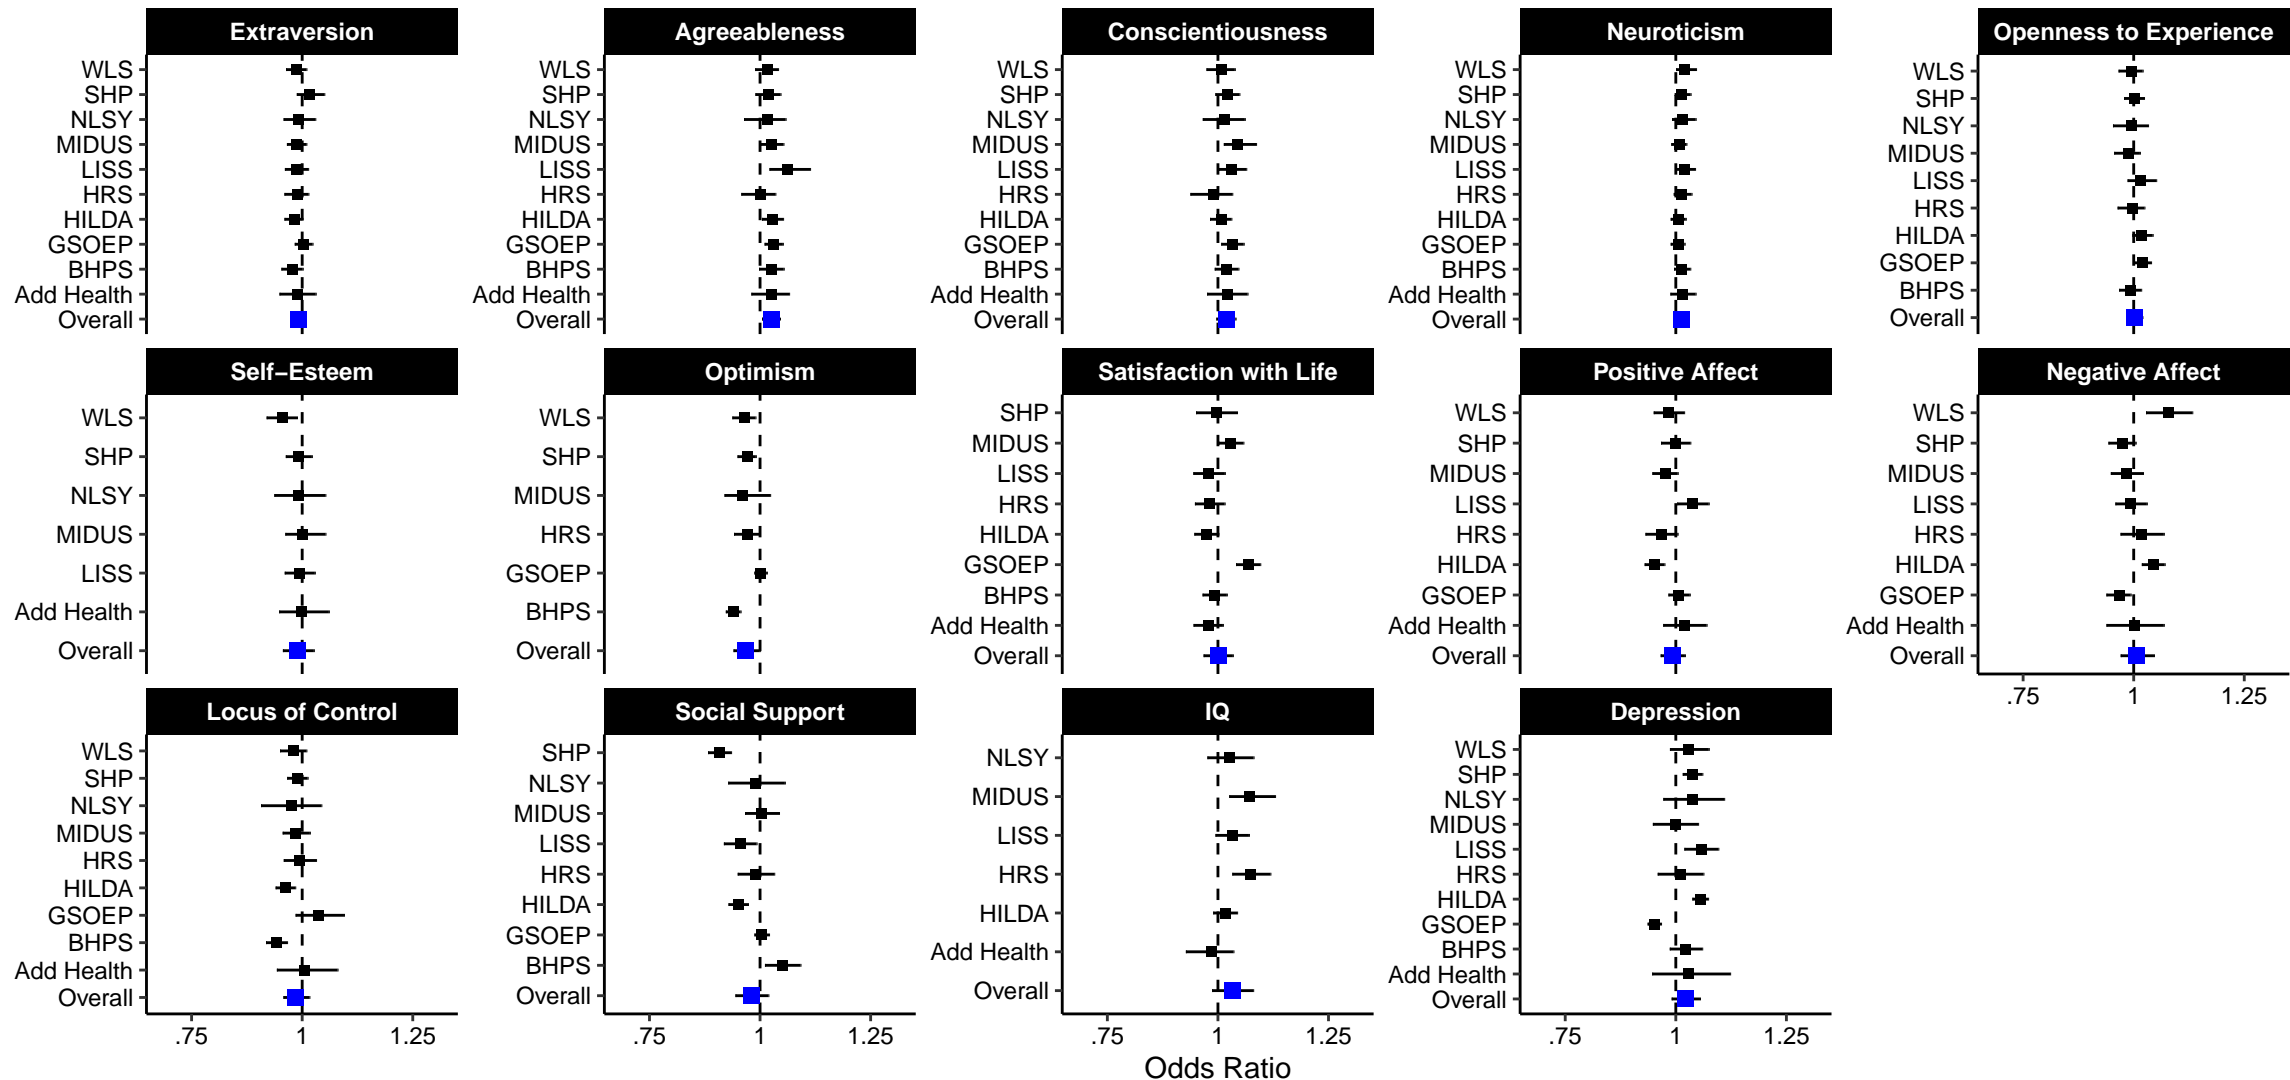 Extraversion
WLS
SHP
NLSY
MIDUS
LISS
HRS
HILDA
GSOEP
BHPS
Add Health
Overall
Agreeableness
WLS
SHP
NLSY
MIDUS
LISS
HRS
HILDA
GSOEP
BHPS
Add Health
Overall
Conscientiousness
WLS
SHP
NLSY
MIDUS
LISS
HRS
HILDA
GSOEP
BHPS
Add Health
Overall
Neuroticism
WLS
SHP
NLSY
MIDUS
LISS
HRS
HILDA
GSOEP
BHPS
Add Health
Overall
Openness to Experience
WLS
SHP
NLSY
MIDUS
LISS
HRS
HILDA
GSOEP
BHPS
Overall
Self−Esteem
WLS
SHP
NLSY
MIDUS
LISS
Add Health
Overall
Optimism
WLS
SHP
MIDUS
HRS
GSOEP
BHPS
Overall
Satisfaction with Life
SHP
MIDUS
LISS
HRS
HILDA
GSOEP
BHPS
Add Health
Overall
Positive Affect
WLS
SHP
MIDUS
LISS
HRS
HILDA
GSOEP
Add Health
Overall
Negative Affect
WLS
SHP
MIDUS
LISS
HRS
HILDA
GSOEP
Add Health
Overall
.75 1 1.25
Locus of Control
WLS
SHP
NLSY
MIDUS
HRS
HILDA
GSOEP
BHPS
Add Health
Overall
.75 1 1.25
Social Support
SHP
NLSY
MIDUS
LISS
HRS
HILDA
GSOEP
BHPS
Overall
.75 1 1.25
IQ
NLSY
MIDUS
LISS
HRS
HILDA
Add Health
Overall
.75 1 1.25
Depression
WLS
SHP
NLSY
MIDUS
LISS
HRS
HILDA
GSOEP
BHPS
Add Health
Overall
.75 1 1.25
Odds Ratio